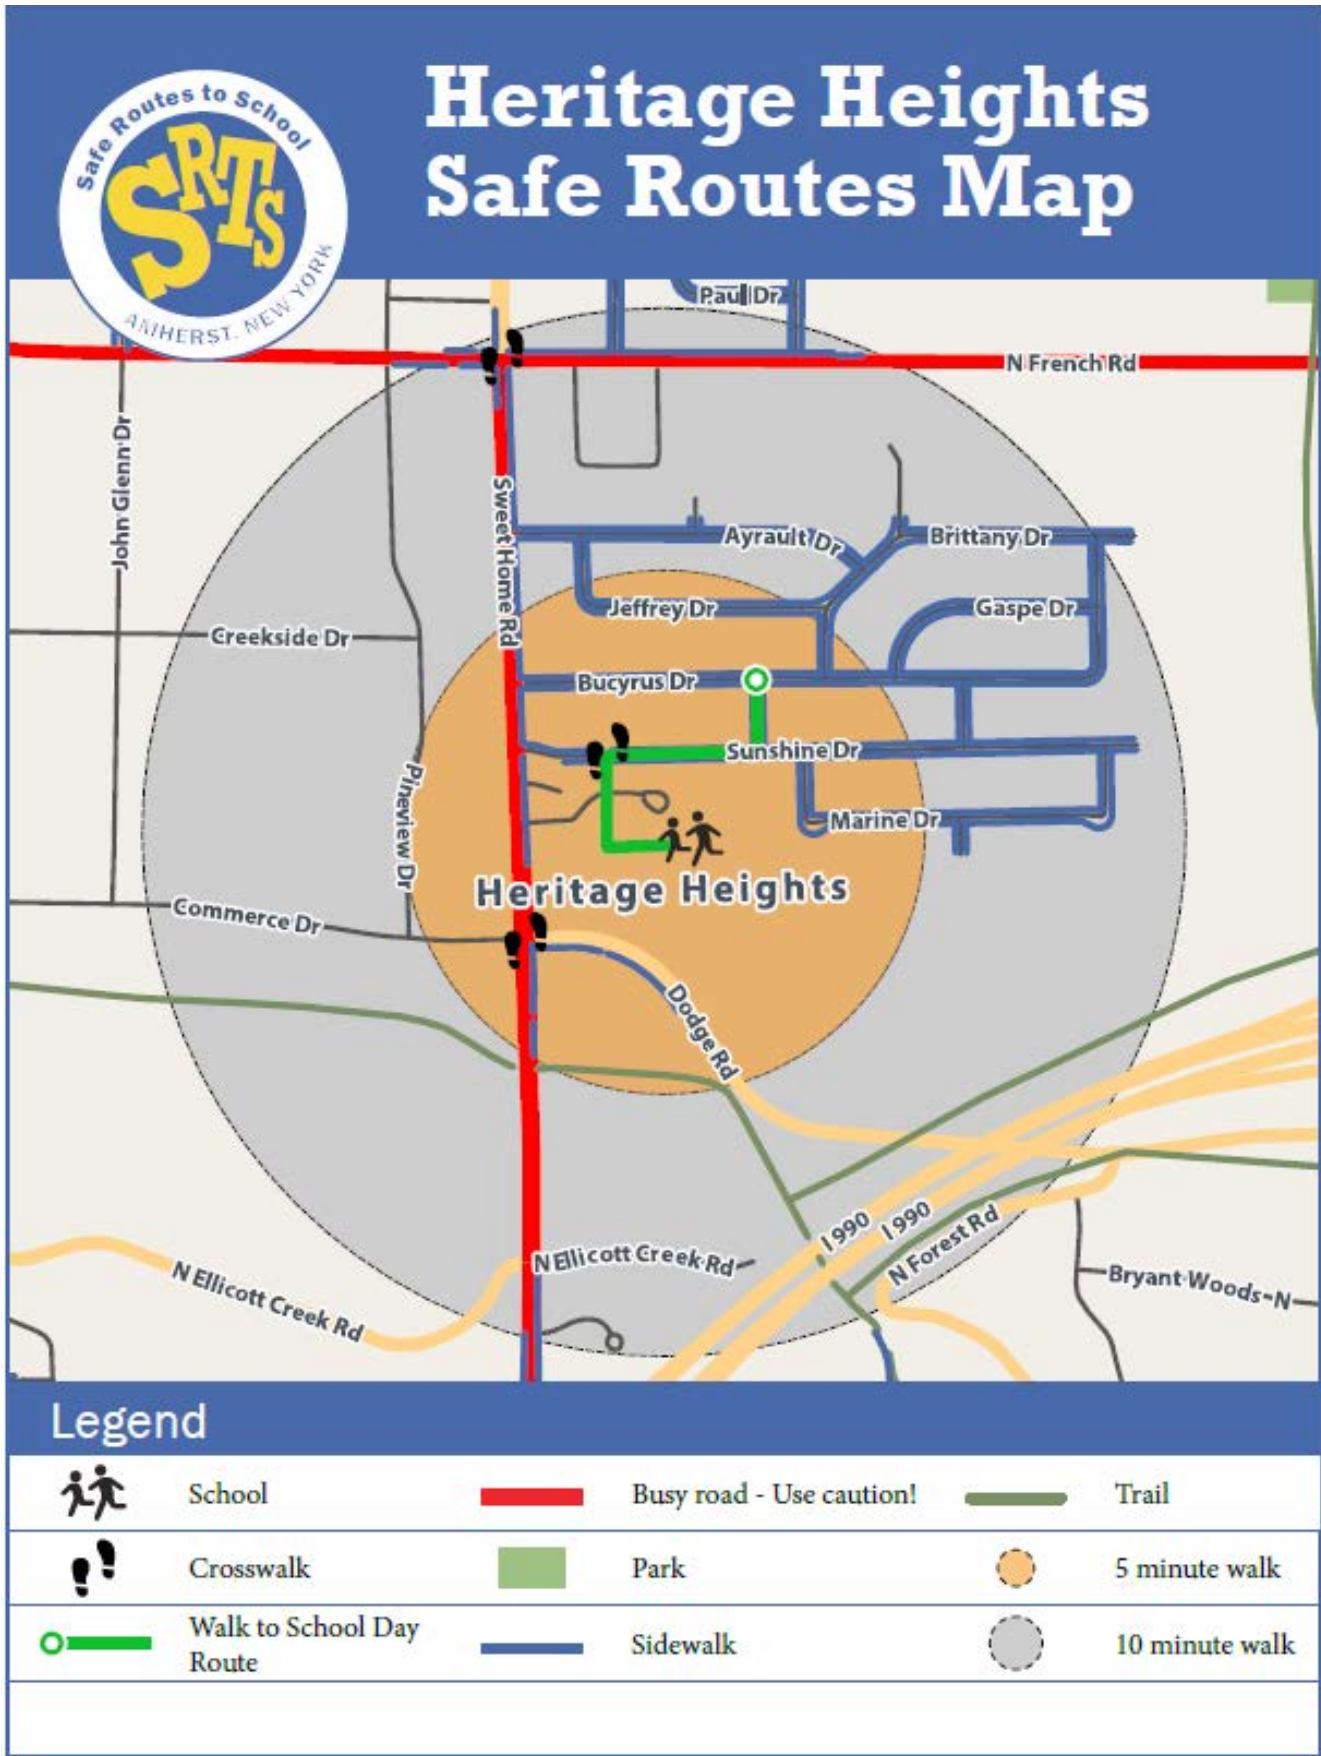 Safe Routes to School
SRTS
AMHERST, NEW YORK
Heritage Heights
Safe Routes Map
Paul Dr
N French Rd
John Glenn Dr
Sweet Home Rd
Ayrault Dr
Brittany Dr
Jeffrey Dr
Gaspe Dr
Creekside Dr
Bucyrus Dr
Sunshine Dr
Pineview Dr
Marine Dr
Heritage Heights
Commerce Dr
Dodge Rd
I 990
I 990
N Forest Rd
N Ellicott Creek Rd
N Ellicott Creek Rd
Bryant Woods N
Legend
School
Busy road - Use caution!
Trail
Crosswalk
Park
5 minute walk
Walk to School Day
Route
Sidewalk
10 minute walk